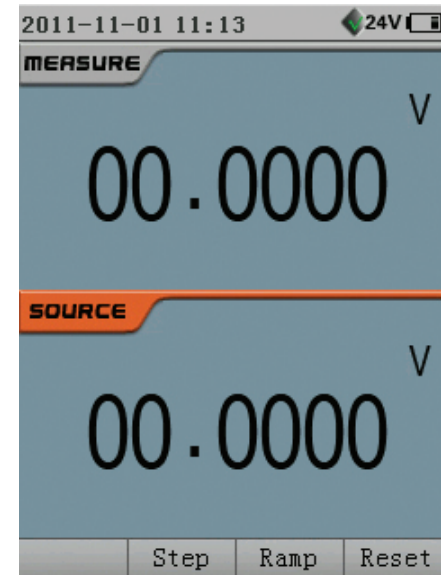 2011-11-01 11:13 24V
MEASURE
V
00.0000
SOURCE
V
00.0000
Step Ramp Reset